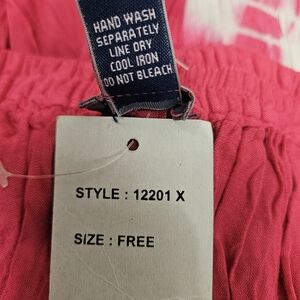 HAND WASH
SEPARATELY
LINE DRY
COOL IRON
DO NOT BLEACH
STYLE : 12201 X
SIZE : FREE